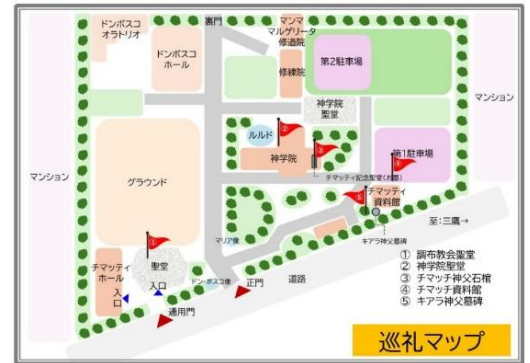 ドンボスコ
オラトリオ
ドンボスコ
ホール
裏門
マンマ
マルゲリータ
修道院
修練院
第2駐車場
マンション
神学院
聖堂
ルルド
②
神学院
③
第1駐車場
④
チマッティ記念聖堂(お墓)
マンション
グラウンド
⑤
チマッティ
資料館
至:三鷹→
マリア像
キアラ神父墓碑
①
聖堂
チマッティ
ホール
入口
入口
ドン・ボスコ像
正門
道路
通用門
① 調布教会聖堂
② 神学院聖堂
③ チマッチ神父石棺
④ チマッチ資料館
⑤ キアラ神父墓碑
巡礼マップ